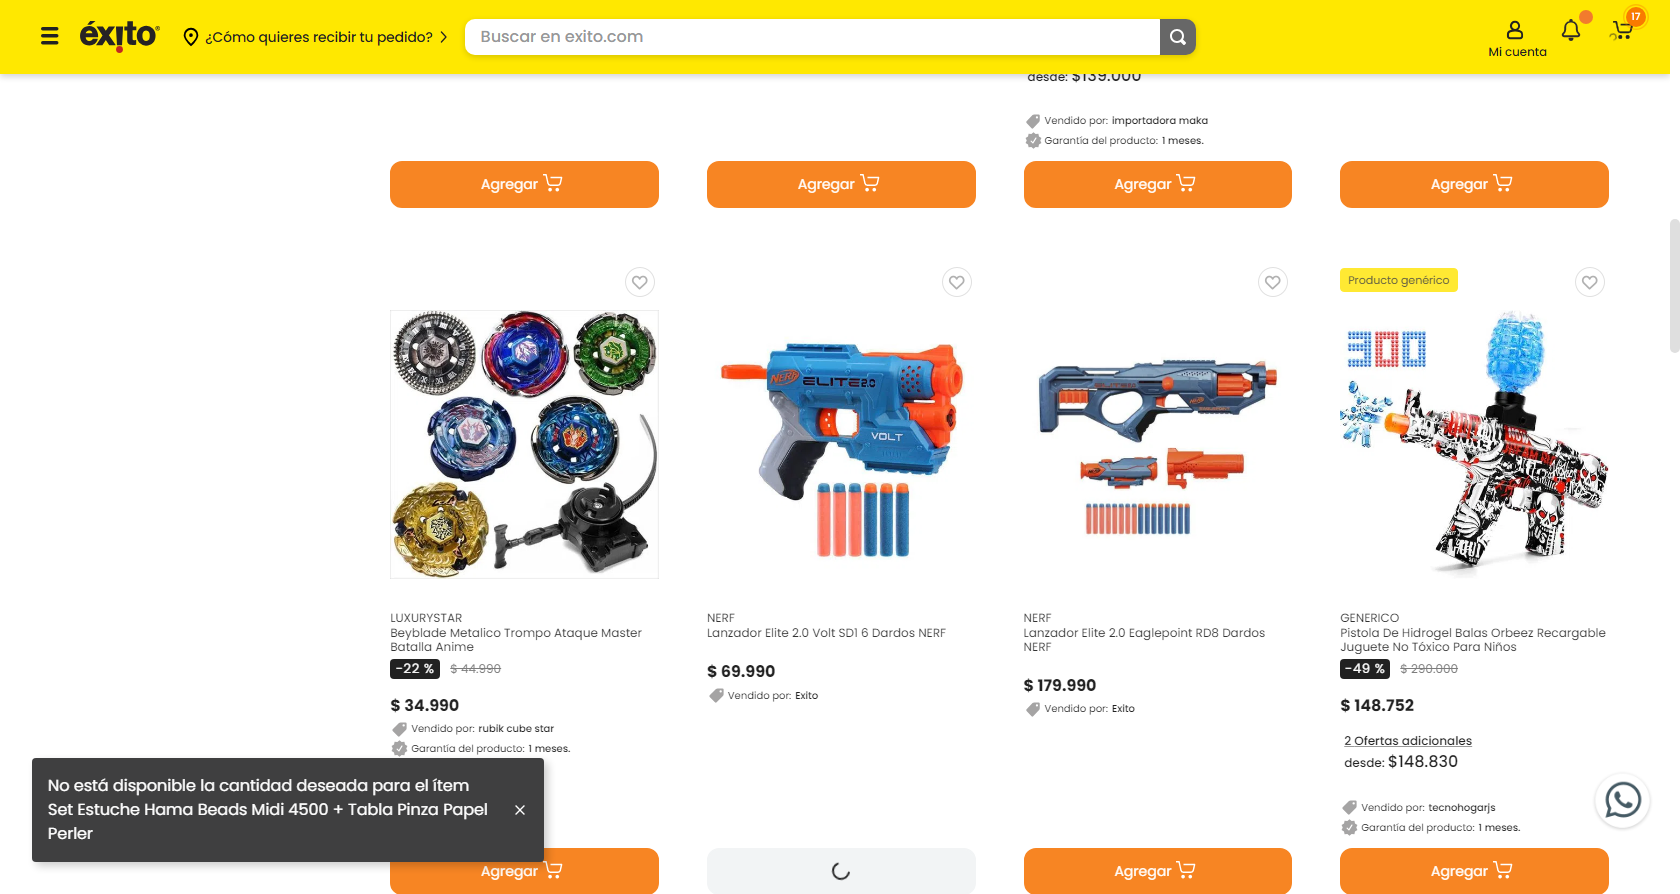 éxito
¿Cómo quieres recibir tu pedido?
Buscar en exito.com
Mi cuenta
17
desde: $139.000
Vendido por: importadora maka
Garantía del producto: 1 meses.
Agregar
Agregar
Agregar
Agregar
Producto genérico
NERF ELITE 2.0
VOLT
300
LUXURYSTAR
Beyblade Metalico Trompo Ataque Master
Batalla Anime
-22 % $ 44.990
$ 34.990
Vendido por: rubik cube star
Garantía del producto: 1 meses.
NERF
Lanzador Elite 2.0 Volt SD1 6 Dardos NERF
$ 69.990
Vendido por: Exito
NERF
Lanzador Elite 2.0 Eaglepoint RD8 Dardos
NERF
$ 179.990
Vendido por: Exito
GENERICO
Pistola De Hidrogel Balas Orbeez Recargable
Juguete No Tóxico Para Niños
-49 % $ 290.000
$ 148.752
2 Ofertas adicionales
desde: $148.830
Vendido por: tecnohogarjs
Garantía del producto: 1 meses.
No está disponible la cantidad deseada para el ítem
Set Estuche Hama Beads Midi 4500 + Tabla Pinza Papel
Perler
Agregar
Agregar
Agregar